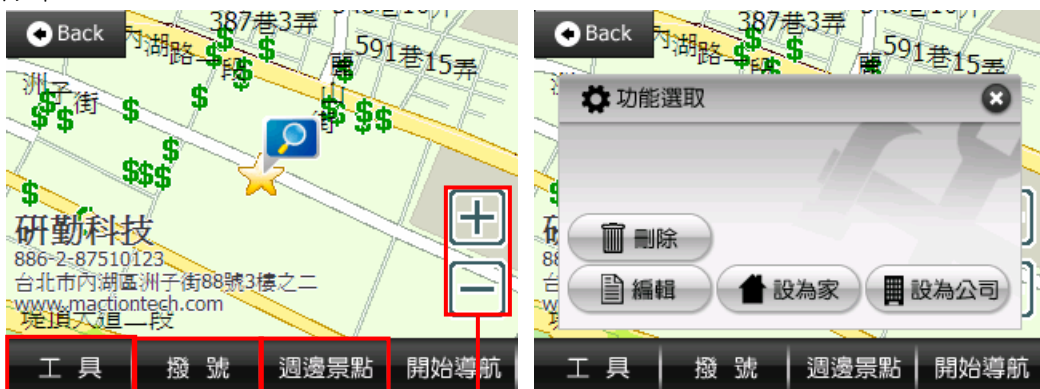 Back
387巷3弄
內湖路一段
591巷15弄
洲子街
麗山街
$
+
−
研勤科技
886-2-87510123
台北市內湖區洲子街88號3樓之二
www.mactiontech.com
堤頂大道二段
工 具
撥 號
週邊景點
開始導航
Back
387巷3弄
內湖路一段
591巷15弄
功能選取
刪除
編輯
設為家
設為公司
工 具
撥 號
週邊景點
開始導航